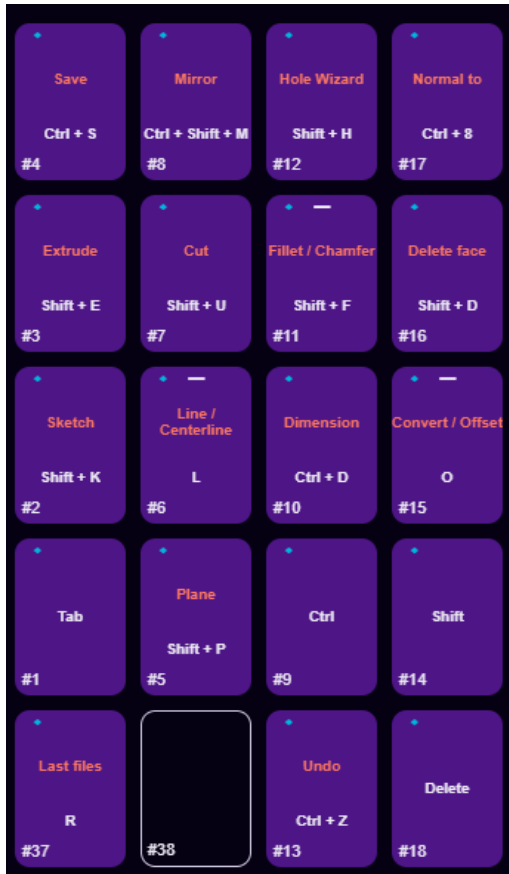 Save
Ctrl + S
#4
Mirror
Ctrl + Shift + M
#8
Hole Wizard
Shift + H
#12
Normal to
Ctrl + 8
#17
Extrude
Shift + E
#3
Cut
Shift + U
#7
Fillet / Chamfer
Shift + F
#11
Delete face
Shift + D
#16
Sketch
Shift + K
#2
Line /
Centerline
L
#6
Dimension
Ctrl + D
#10
Convert / Offset
O
#15
Tab
#1
Plane
Shift + P
#5
Ctrl
#9
Shift
#14
Last files
R
#37
#38
Undo
Ctrl + Z
#13
Delete
#18